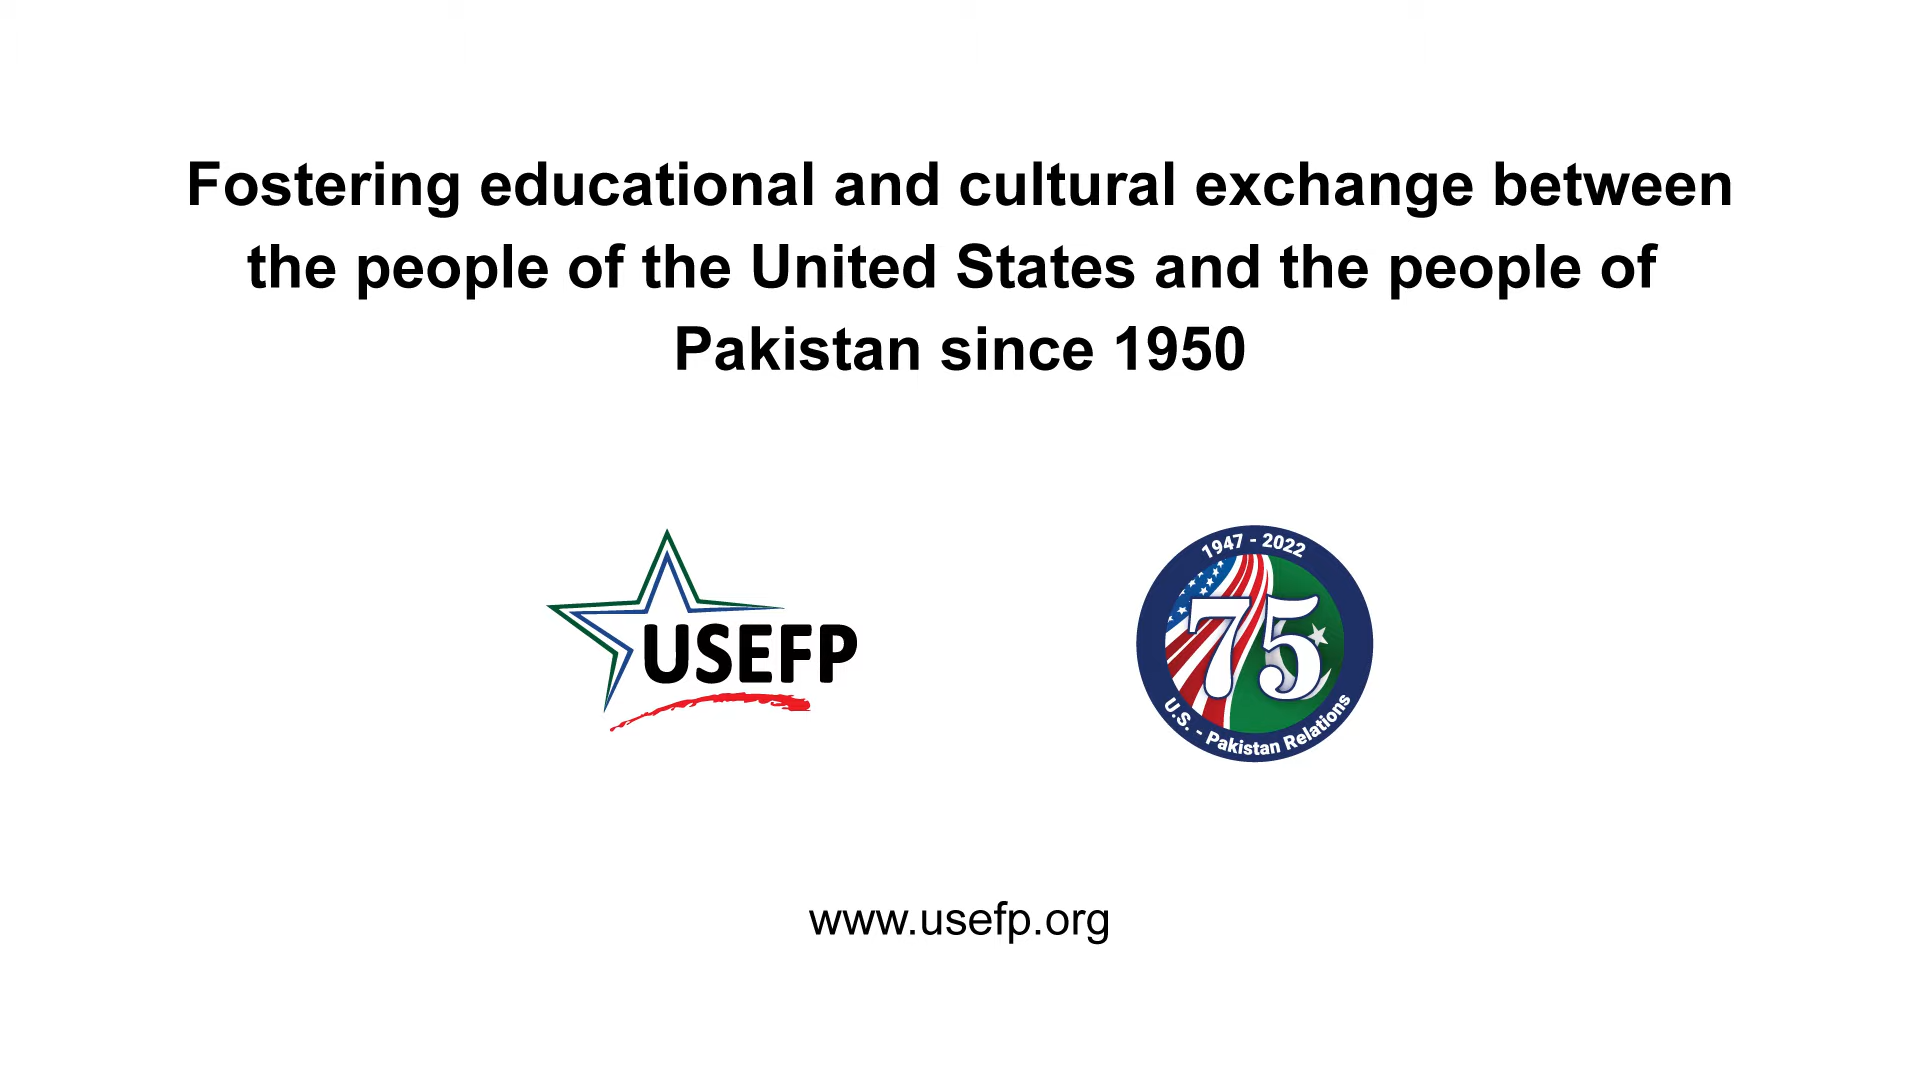 Fostering educational and cultural exchange between
the people of the United States and the people of
Pakistan since 1950
USEFP
1947 - 2022
75
U.S. - Pakistan Relations
www.usefp.org